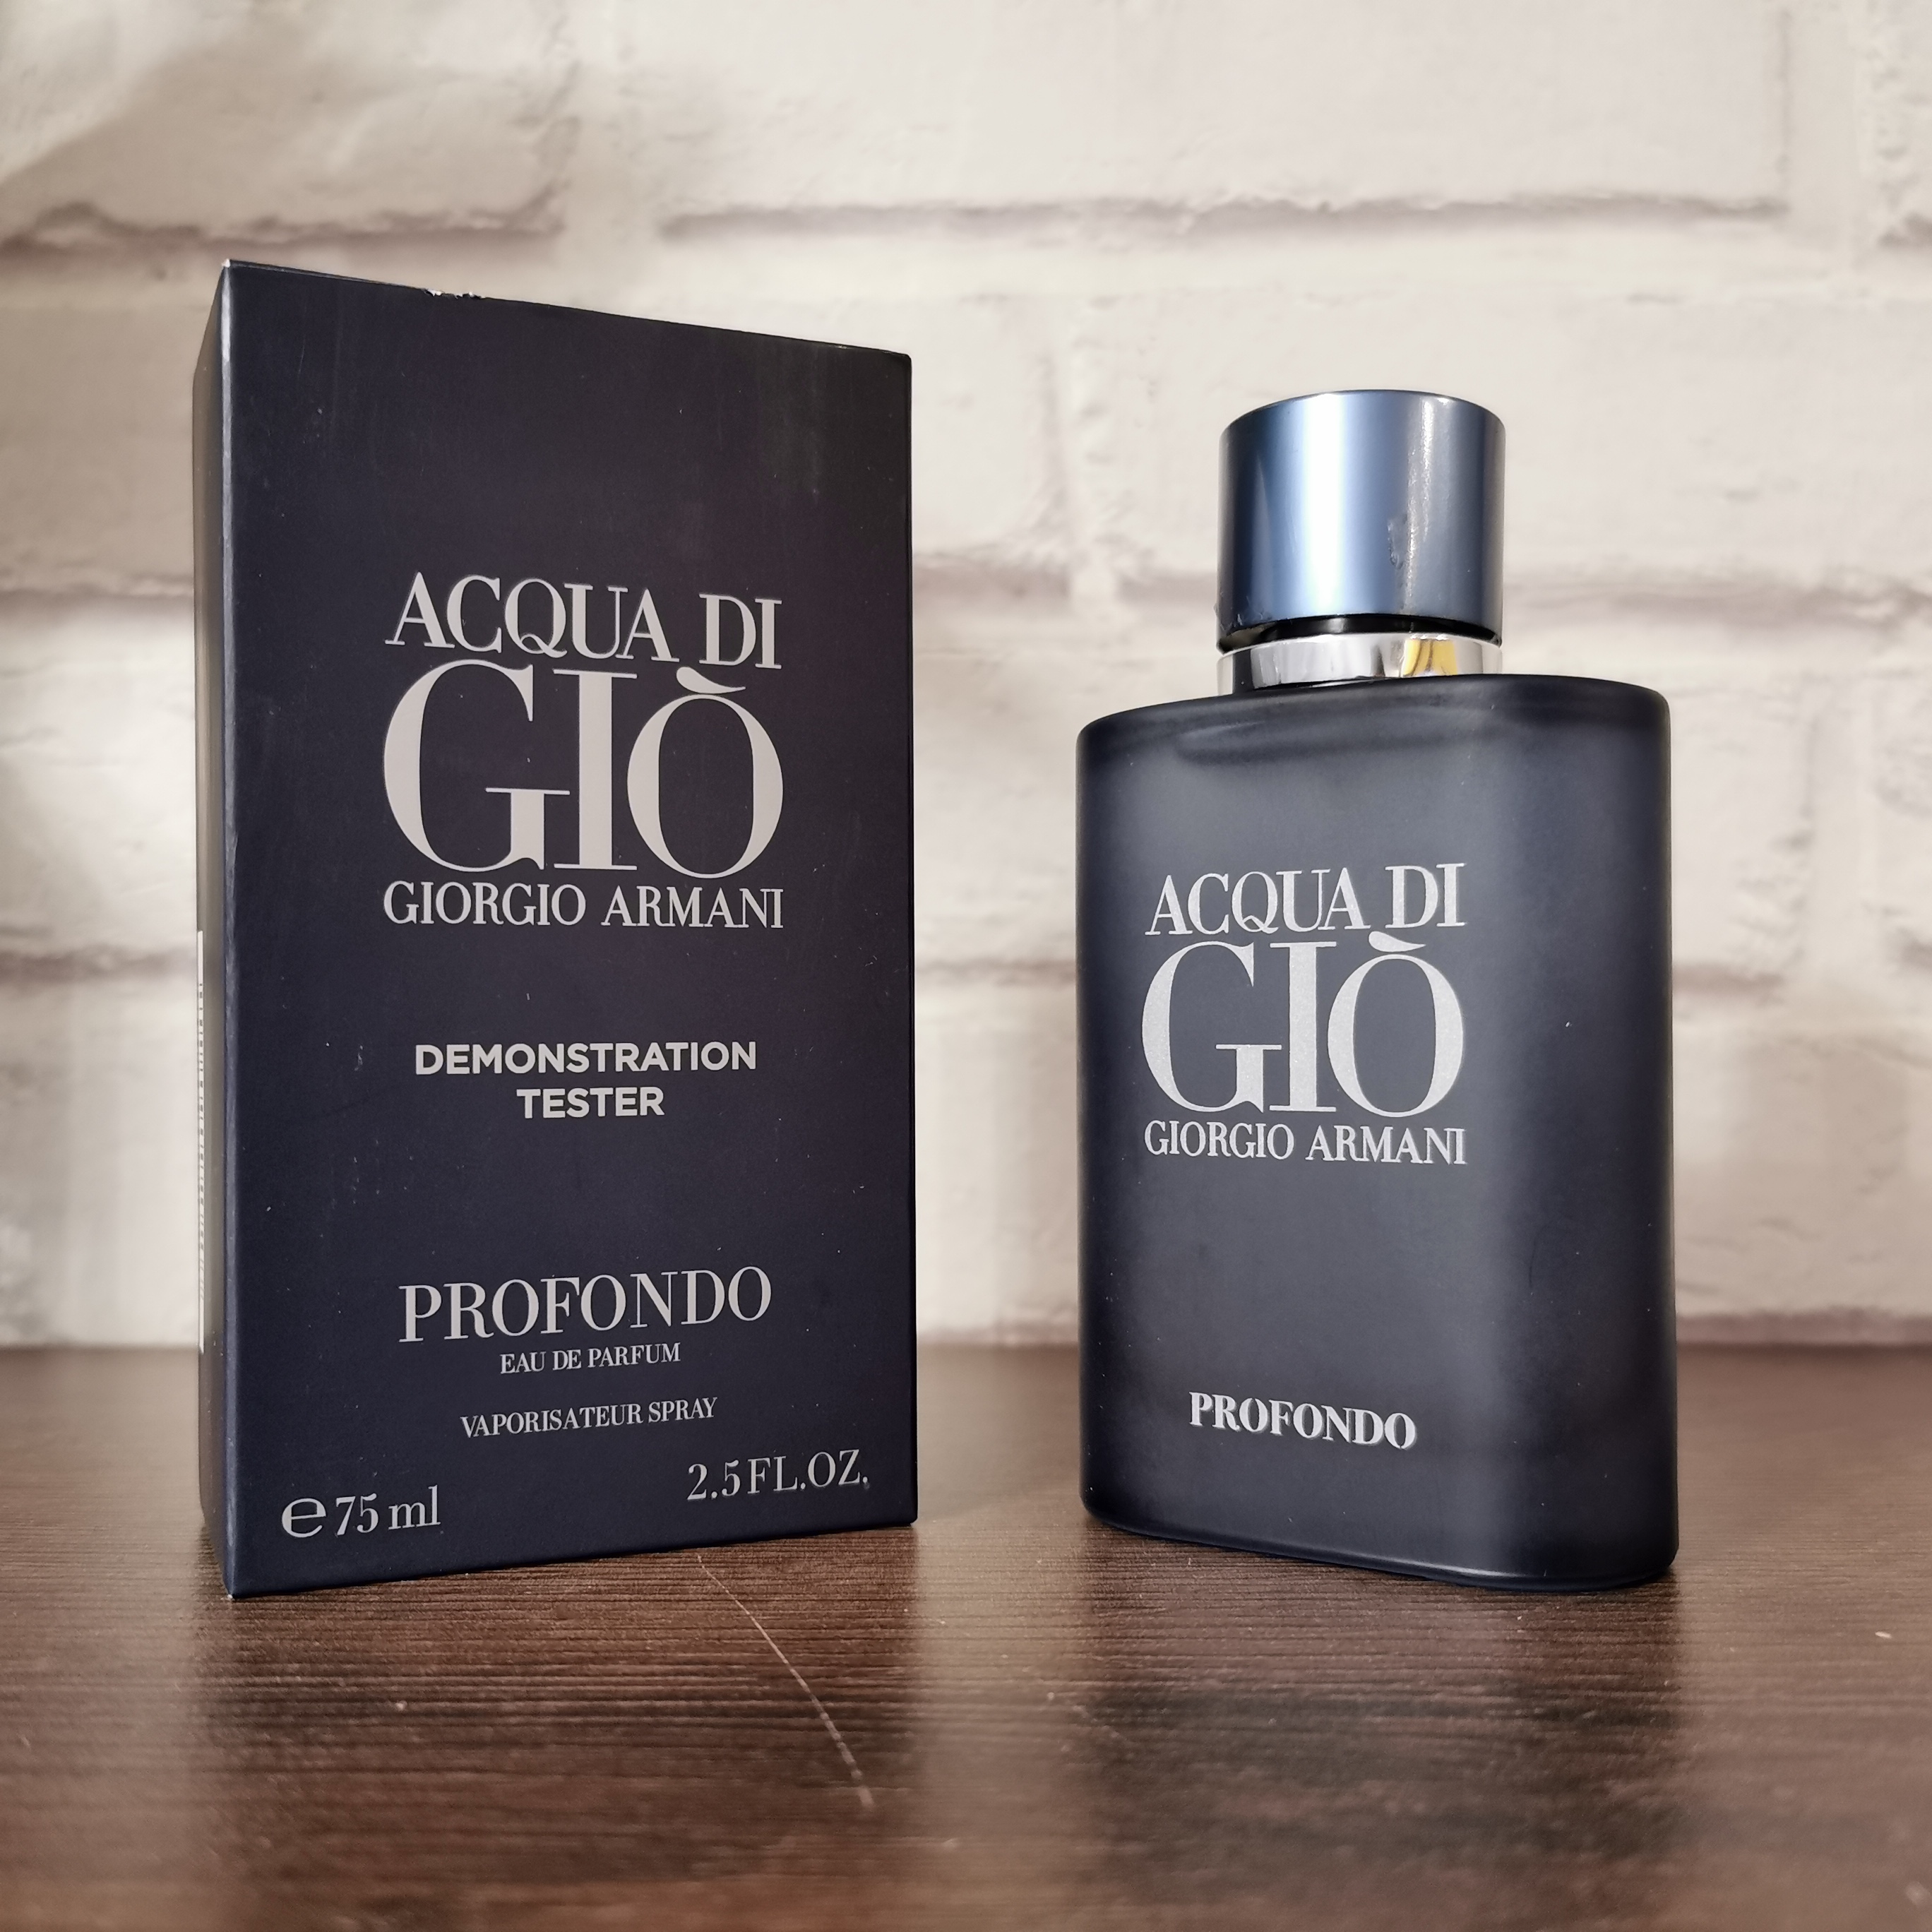 ACQUA DI
GIÒ
GIORGIO ARMANI
DEMONSTRATION
TESTER
PROFONDO
EAU DE PARFUM
VAPORISATEUR SPRAY
℮75 ml
2.5 FL.OZ.
ACQUA DI
GIÒ
GIORGIO ARMANI
PROFONDO